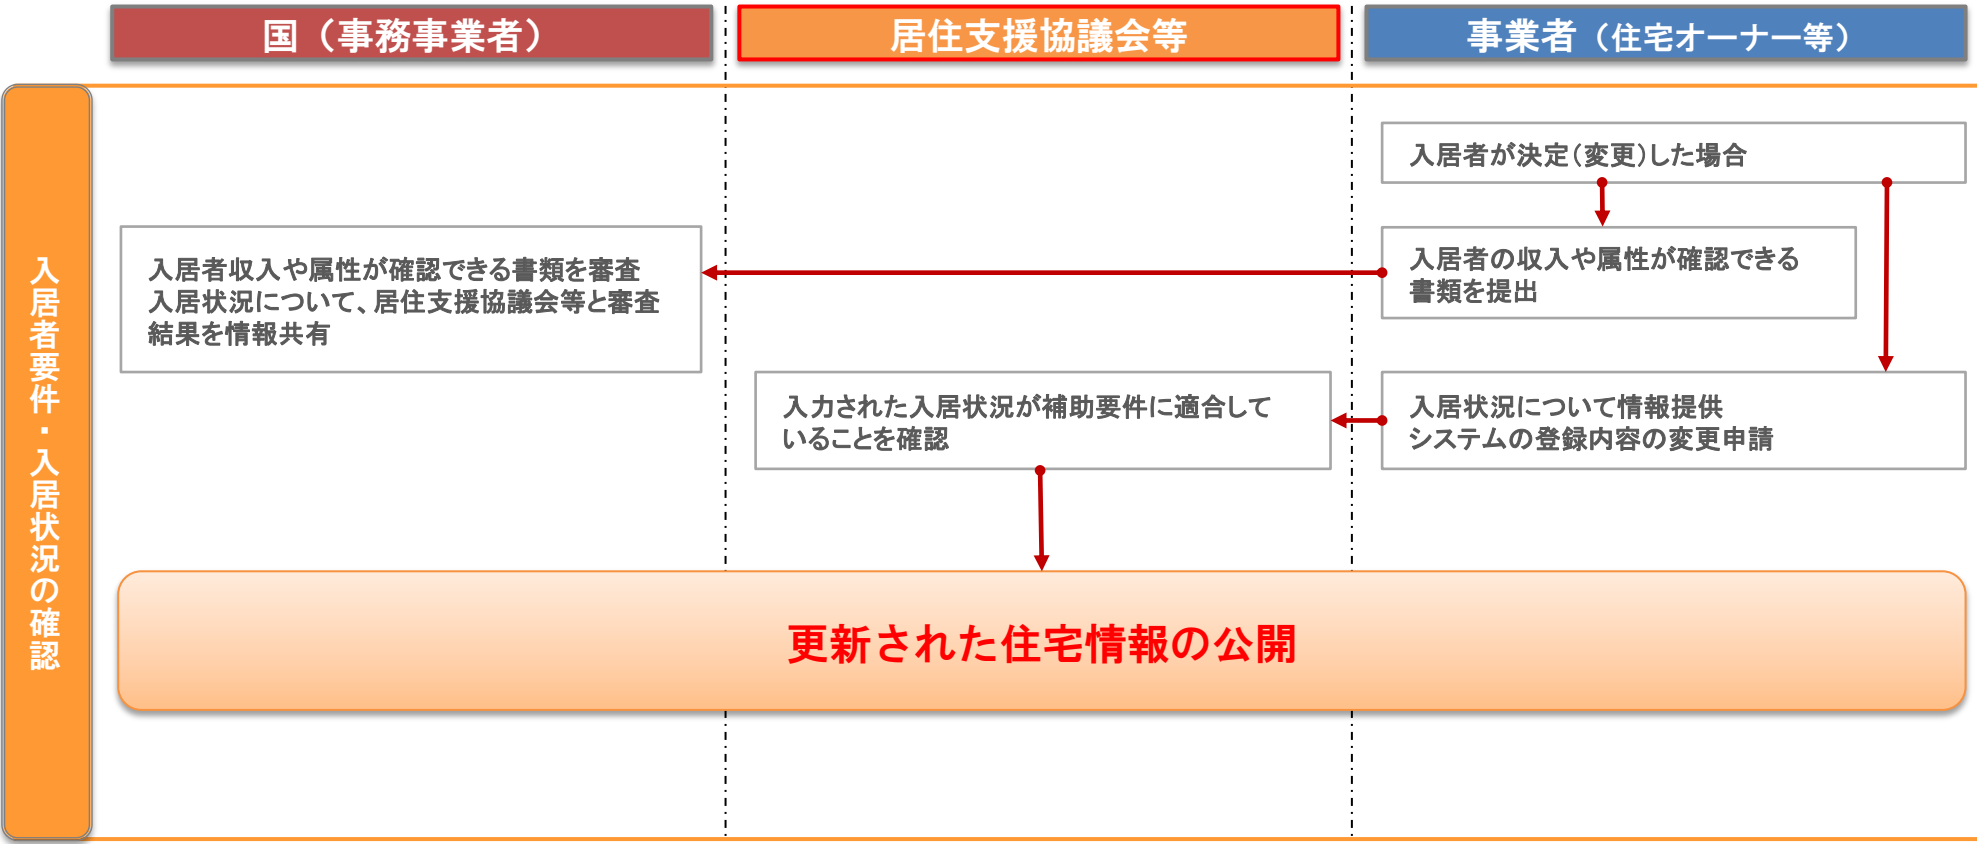 国（事務事業者）
居住支援協議会等
事業者（住宅オーナー等）
入居者要件・入居状況の確認
入居者が決定（変更）した場合
入居者の収入や属性が確認できる
書類を提出
入居者収入や属性が確認できる書類を審査
入居状況について、居住支援協議会等と審査
結果を情報共有
入居状況について情報提供
システムの登録内容の変更申請
入力された入居状況が補助要件に適合して
いることを確認
更新された住宅情報の公開